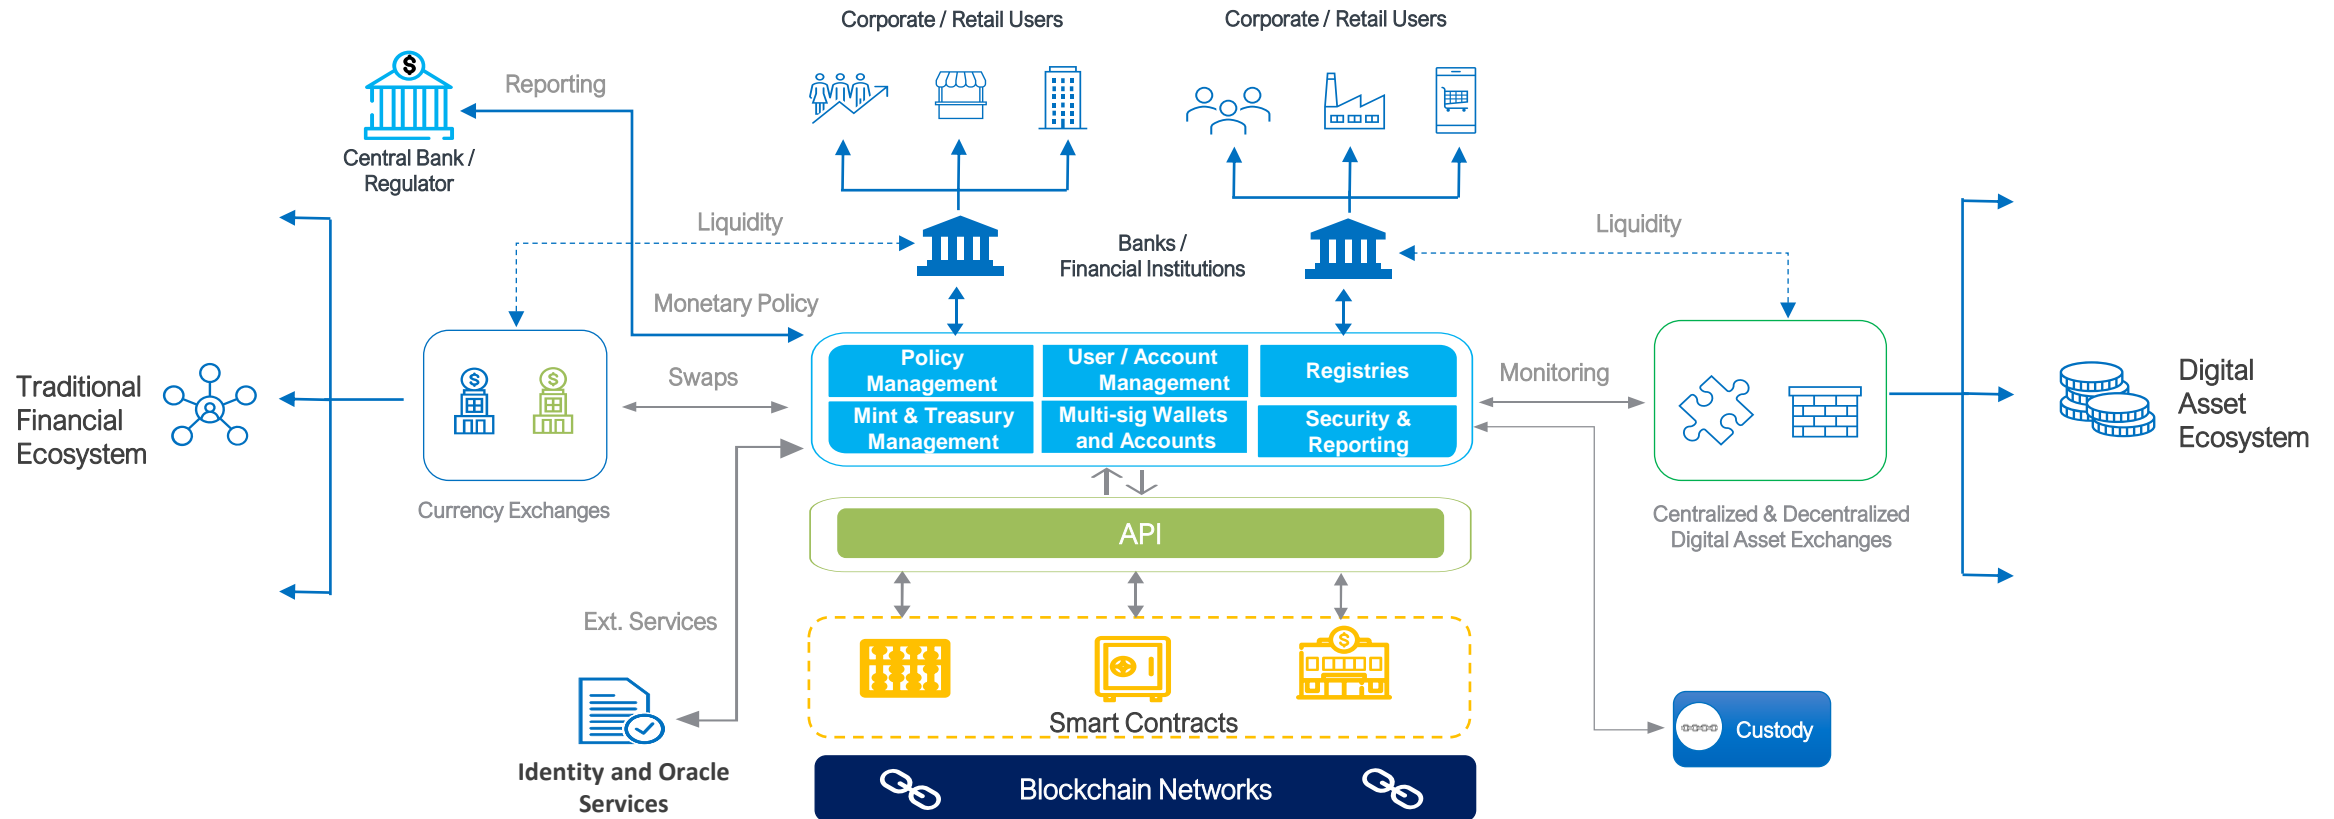 Corporate / Retail Users
Corporate / Retail Users
$
Reporting
Central Bank /
Regulator
Liquidity
Banks /
Financial Institutions
Liquidity
Monetary Policy
Traditional
Financial
Ecosystem
$
$
Currency Exchanges
Swaps
Policy
Management
User / Account
Management
Registries
Mint & Treasury
Management
Multi-sig Wallets
and Accounts
Security &
Reporting
Monitoring
Centralized & Decentralized
Digital Asset Exchanges
Digital
Asset
Ecosystem
API
Ext. Services
$
Smart Contracts
Identity and Oracle
Services
Custody
Blockchain Networks